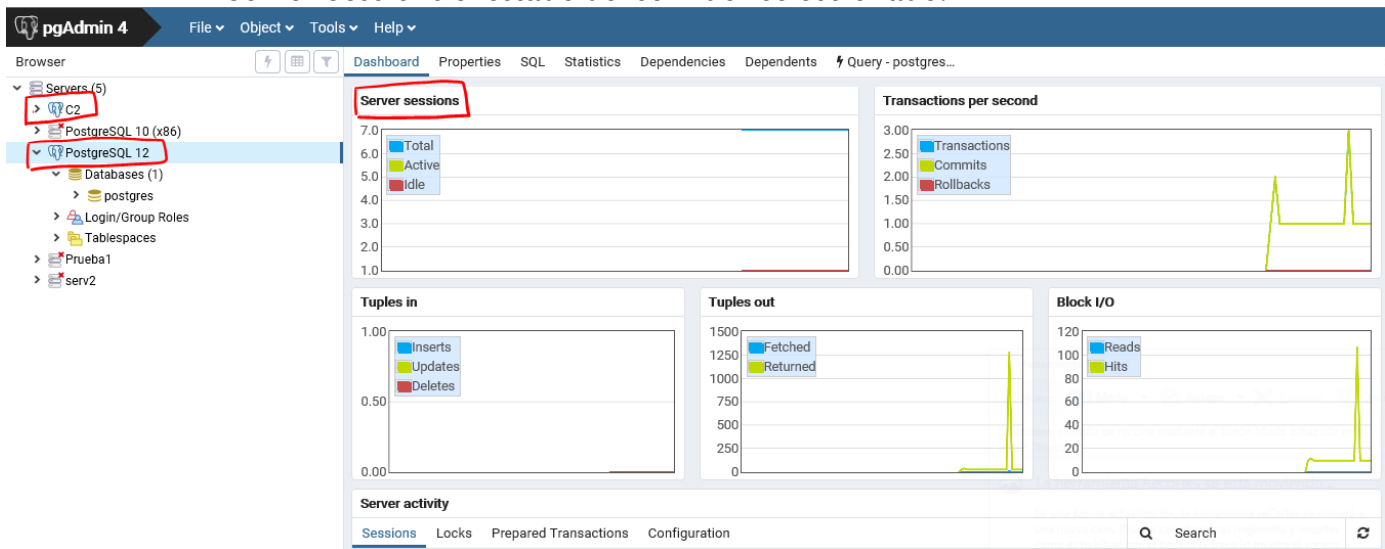 pgAdmin 4 File Object Tools Help
Browser Dashboard Properties SQL Statistics Dependencies Dependents Query - postgres...
Servers (5)
C2
PostgreSQL 10 (x86)
PostgreSQL 12
Databases (1)
postgres
Login/Group Roles
Tablespaces
Prueba1
serv2
Server sessions
7.0
6.0
5.0
4.0
3.0
2.0
1.0
Total
Active
Idle
Transactions per second
3.00
2.50
2.00
1.50
1.00
0.50
0.00
Transactions
Commits
Rollbacks
Tuples in
1.00
0.50
0.00
Inserts
Updates
Deletes
Tuples out
1500
1250
1000
750
500
250
0
Fetched
Returned
Block I/O
120
100
80
60
40
20
0
Reads
Hits
Server activity
Sessions Locks Prepared Transactions Configuration Search